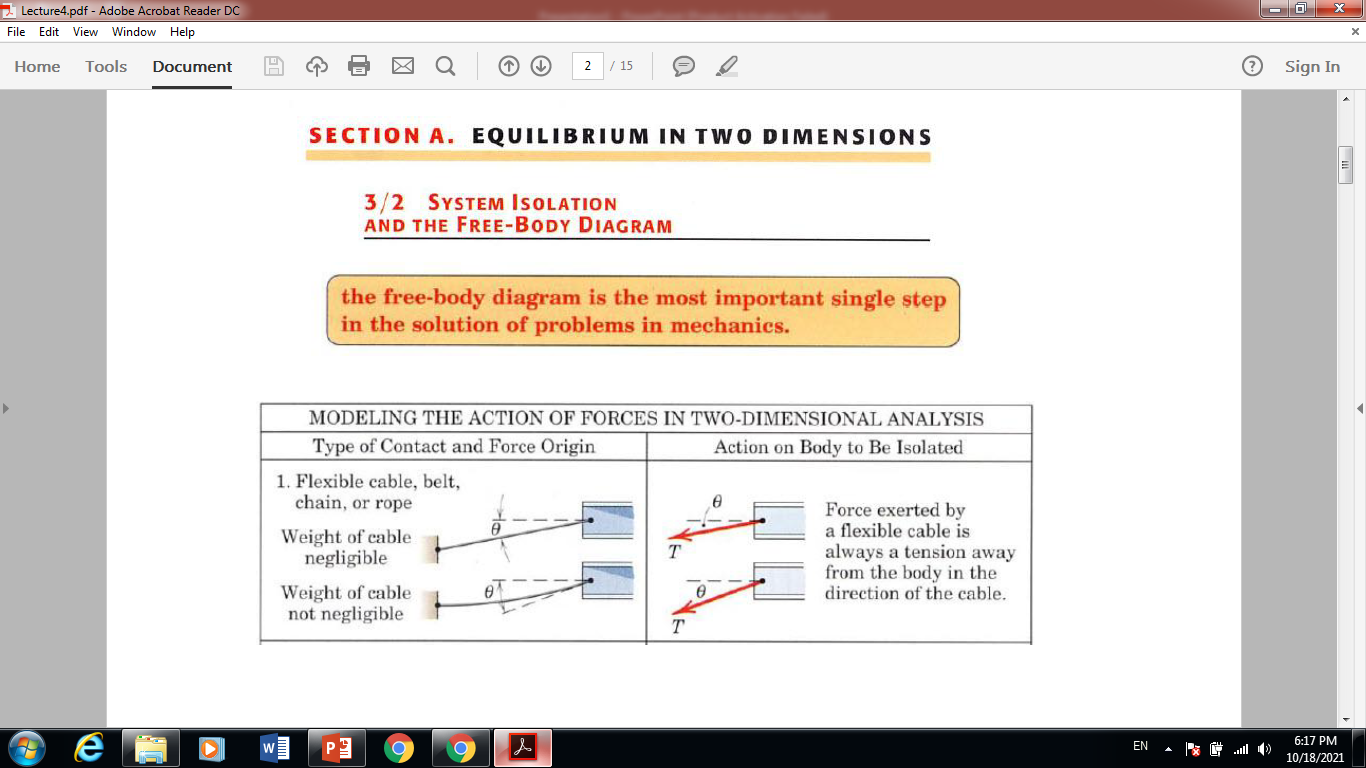 Lecture4.pdf - Adobe Acrobat Reader DC
File Edit View Window Help
Home Tools Document 2 / 15 Sign In
SECTION A. EQUILIBRIUM IN TWO DIMENSIONS
3/2 SYSTEM ISOLATION
AND THE FREE-BODY DIAGRAM
the free-body diagram is the most important single step
in the solution of problems in mechanics.
MODELING THE ACTION OF FORCES IN TWO-DIMENSIONAL ANALYSIS
Type of Contact and Force Origin
Action on Body to Be Isolated
1. Flexible cable, belt,
chain, or rope
Weight of cable
negligible
θ
Weight of cable
not negligible
θ
θ
T
θ
T
Force exerted by
a flexible cable is
always a tension away
from the body in the
direction of the cable.
EN
6:17 PM
10/18/2021